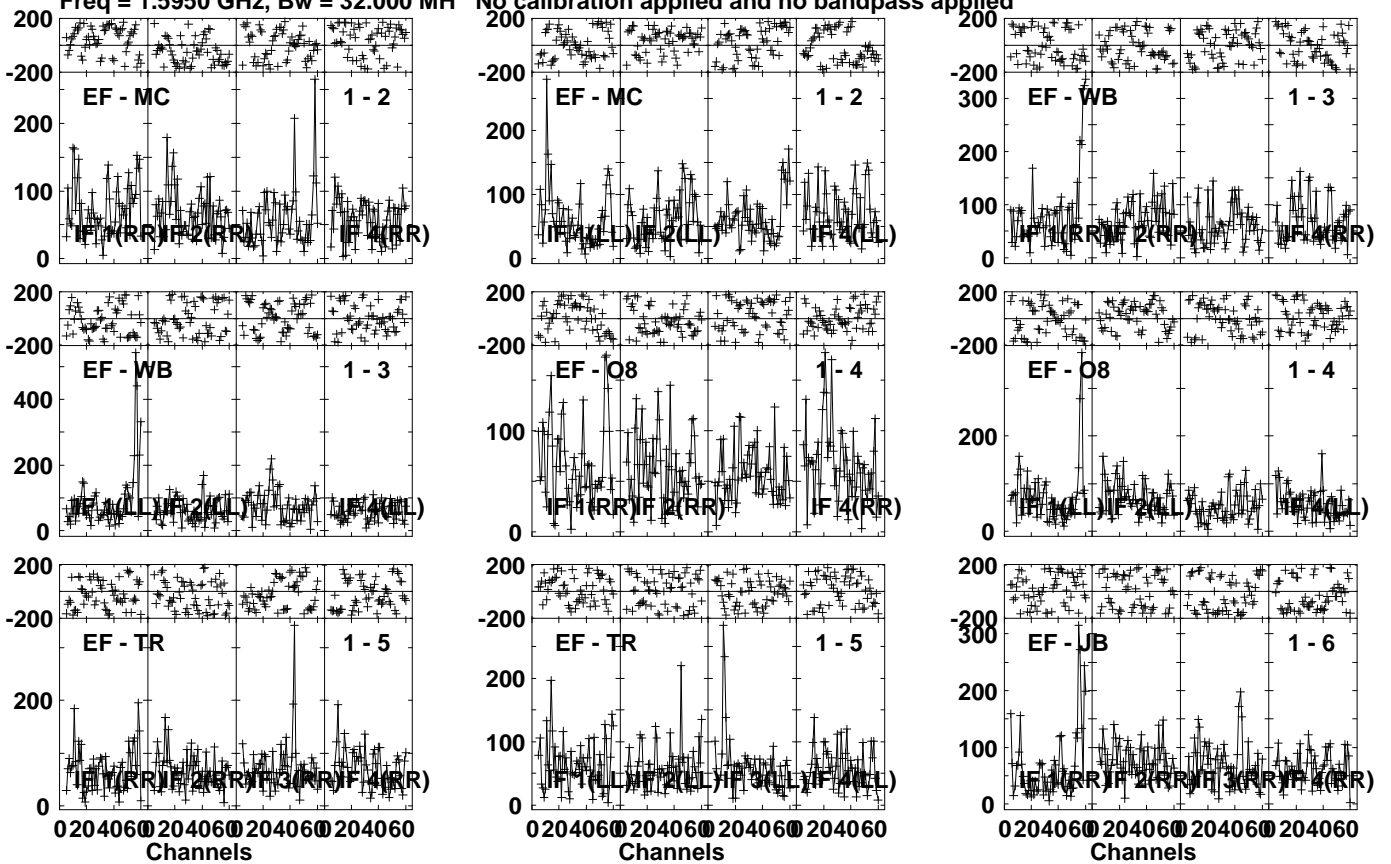 Freq = 1.5950 GHz, Bw = 32.000 MH No calibration applied and no bandpass applied
200
-200
EF - MC 1 - 2
200
100
0
IF 1(RR) IF 2(RR) IF 4(RR)
EF - MC 1 - 2
200
100
0
IF 1(LL) IF 2(LL) IF 4(LL)
200
-200
EF - WB 1 - 3
300
200
100
0
IF 1(RR) IF 2(RR) IF 4(RR)
200
-200
EF - WB 1 - 3
400
200
0
IF 1(LL) IF 2(LL) IF 4(LL)
200
-200
EF - O8 1 - 4
100
0
IF 1(RR) IF 2(RR) IF 4(RR)
200
-200
EF - O8 1 - 4
200
0
IF 1(LL) IF 2(LL) IF 4(LL)
200
-200
EF - TR 1 - 5
200
0
IF 1(RR) IF 2(RR) IF 3(RR) IF 4(RR)
0 20 40 60 0 20 40 60 0 20 40 60 0 20 40 60
Channels
200
-200
EF - TR 1 - 5
200
100
0
IF 1(LL) IF 2(LL) IF 3(LL) IF 4(LL)
0 20 40 60 0 20 40 60 0 20 40 60 0 20 40 60
Channels
200
-200
EF - JB 1 - 6
300
200
100
0
IF 1(RR) IF 2(RR) IF 3(RR) IF 4(RR)
0 20 40 60 0 20 40 60 0 20 40 60 0 20 40 60
Channels